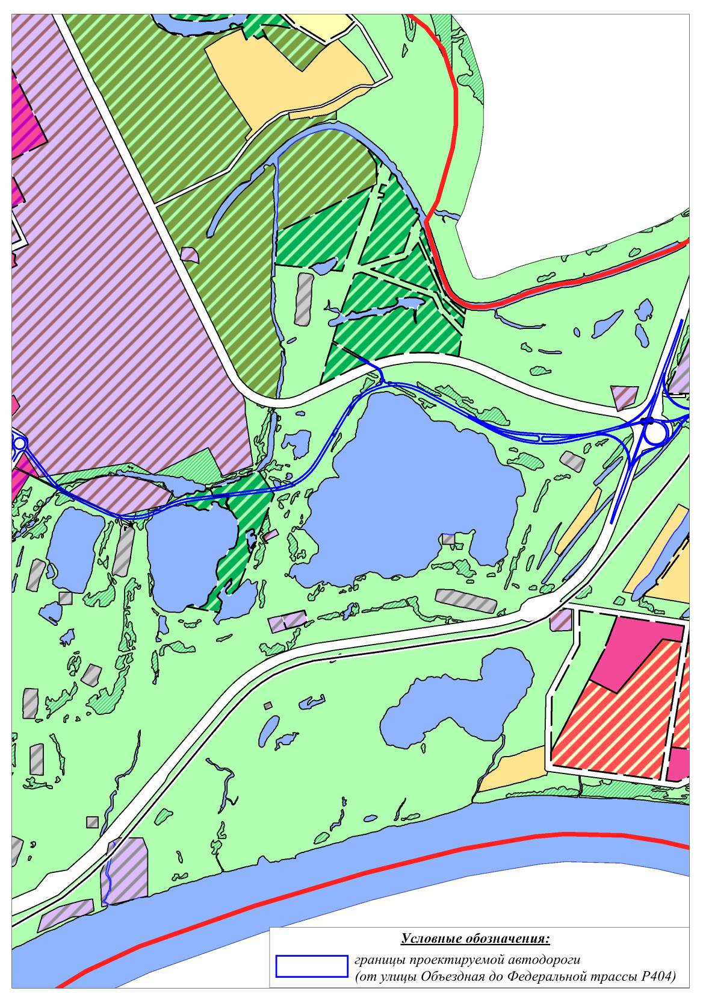 Условные обозначения:
границы проектируемой автодороги
(от улицы Объездная до Федеральной трассы Р404)